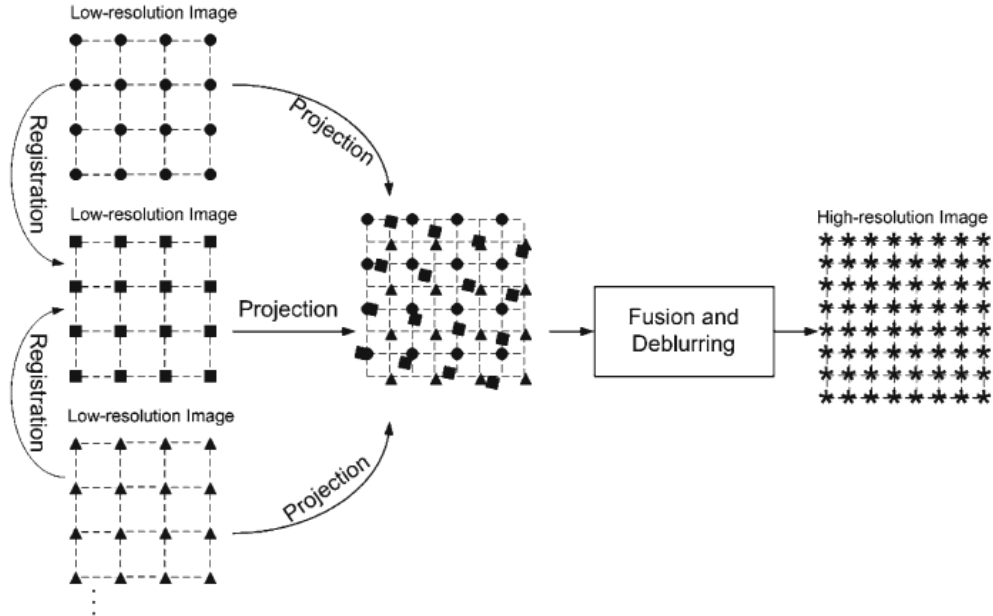 Low-resolution Image
Projection
Registration
Low-resolution Image
High-resolution Image
Projection
Fusion and
Deblurring
Registration
Low-resolution Image
Projection